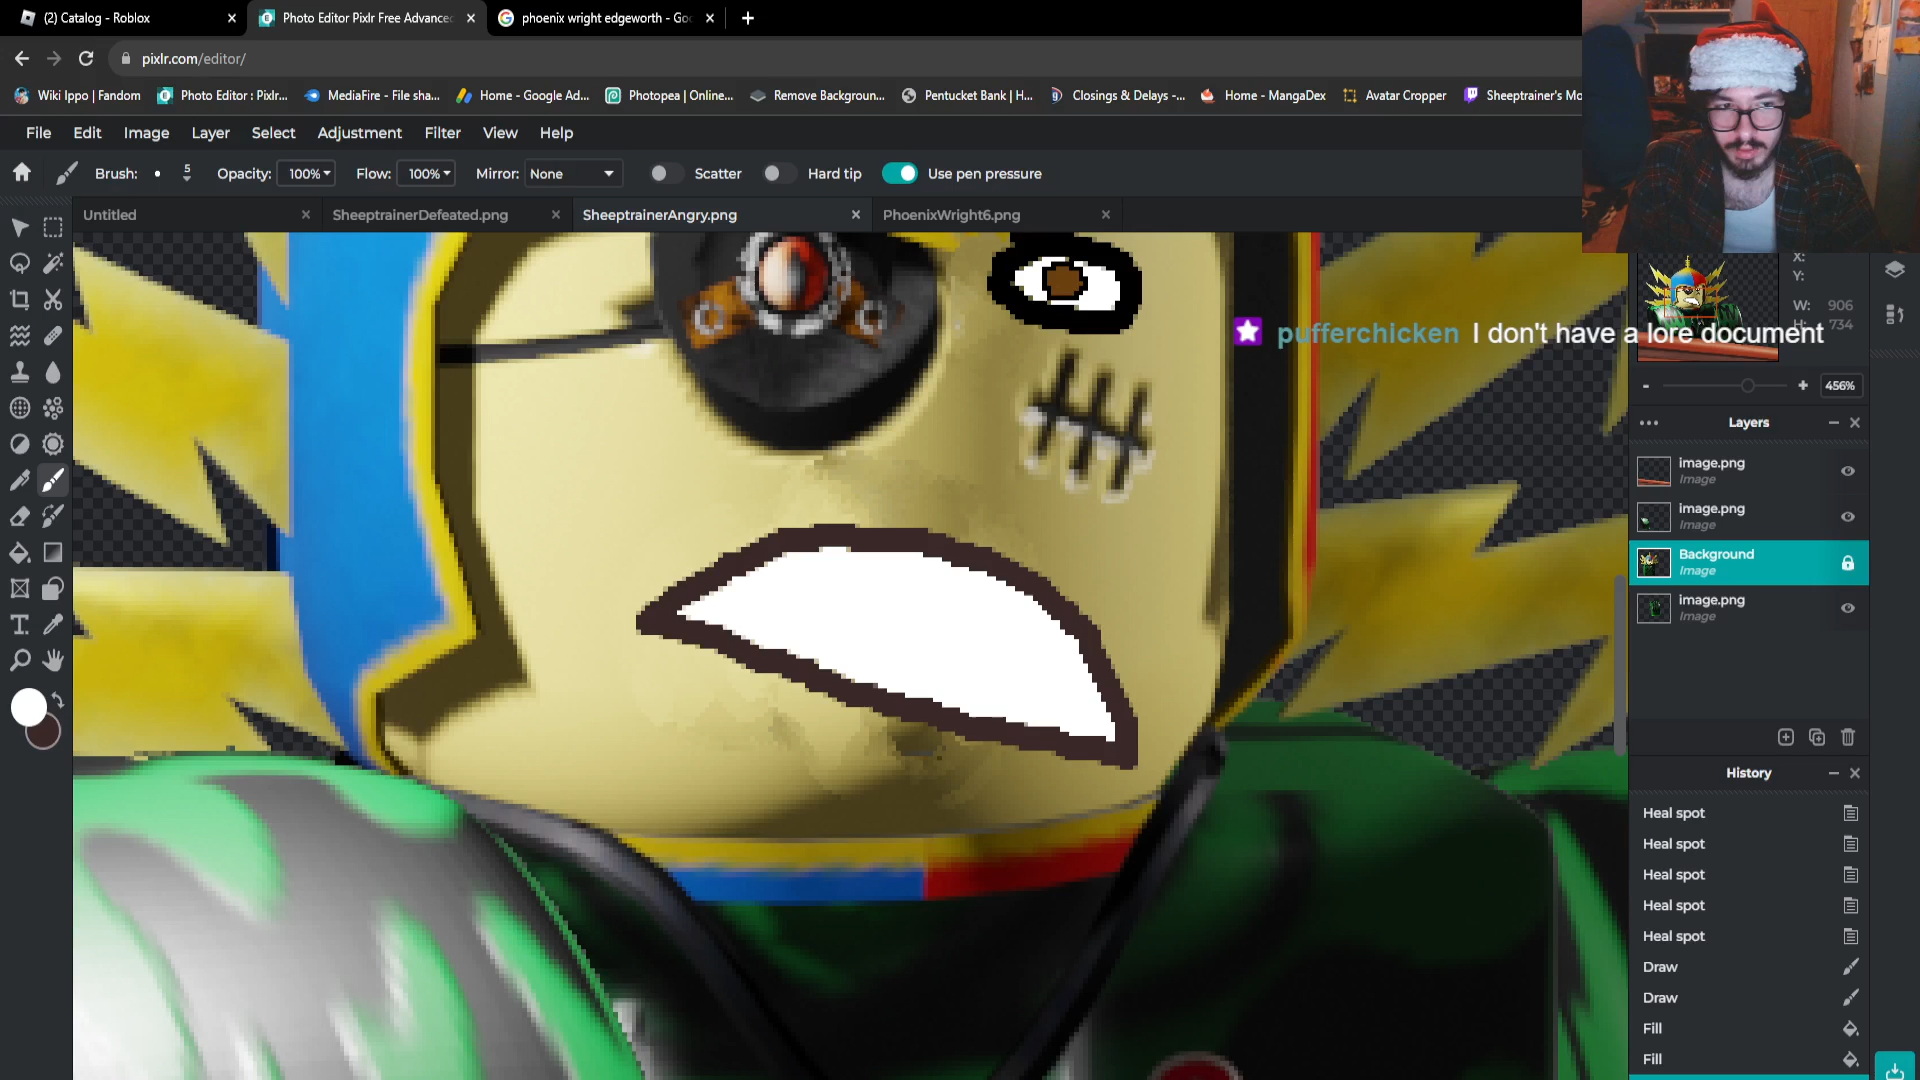 (2) Catalog - Roblox
Photo Editor Pixlr Free Advanced
phoenix wright edgeworth - Goo
pixlr.com/editor/
Wiki Ippo | Fandom
Photo Editor : Pixlr...
MediaFire - File sha...
Home - Google Ad...
Photopea | Online...
Remove Backgroun...
Pentucket Bank | H...
Closings & Delays -...
Home - MangaDex
Avatar Cropper
Sheeptrainer's Mo
File
Edit
Image
Layer
Select
Adjustment
Filter
View
Help
Brush:
5
Opacity:
100%
Flow:
100%
Mirror:
None
Scatter
Hard tip
Use pen pressure
Untitled
SheeptrainerDefeated.png
SheeptrainerAngry.png
PhoenixWright6.png
X:
Y:
W: 906
H: 734
pufferchicken I don't have a lore document
456%
Layers
image.png
Image
image.png
Image
Background
Image
image.png
Image
History
Heal spot
Heal spot
Heal spot
Heal spot
Heal spot
Draw
Draw
Fill
Fill